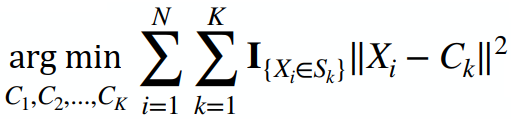 arg min_{C_1,C_2,...,C_K} \sum_{i=1}^{N} \sum_{k=1}^{K} \mathbf{I}_{\{X_i \in S_k\}} \|X_i - C_k\|^2